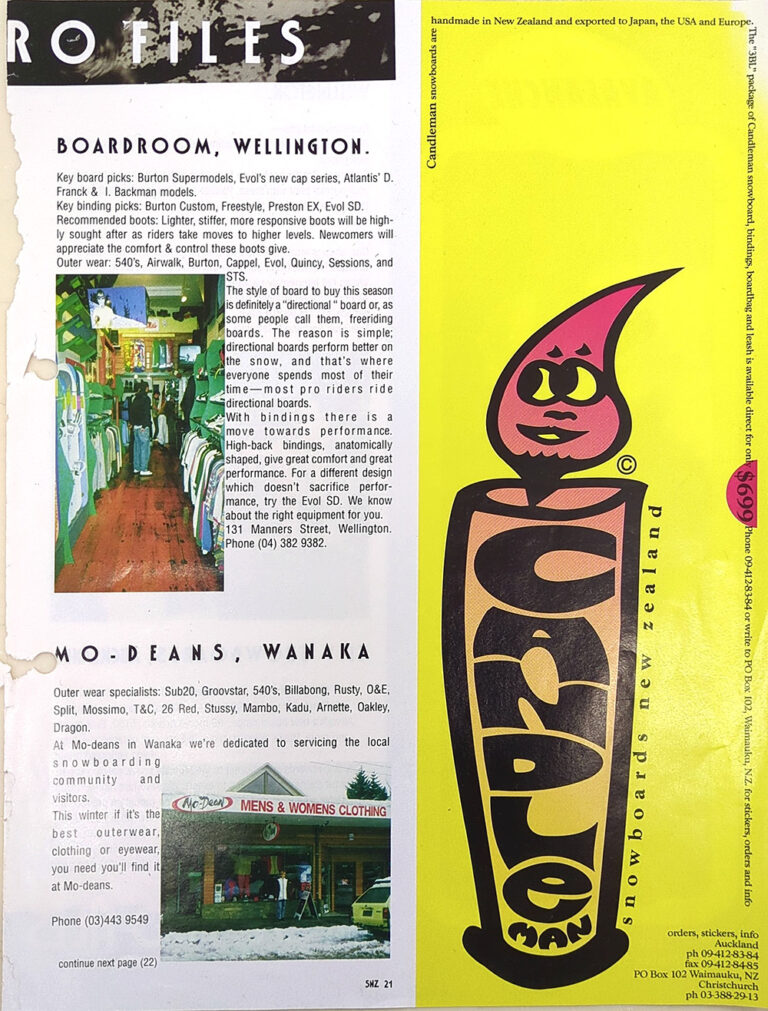 RO FILES
BOARDROOM, WELLINGTON.
Key board picks: Burton Supermodels, Evol's new cap series, Atlantis' D.
Franck & I. Backman models.
Key binding picks: Burton Custom, Freestyle, Preston EX, Evol SD.
Recommended boots: Lighter, stiffer, more responsive boots will be high-
ly sought after as riders take moves to higher levels. Newcomers will
appreciate the comfort & control these boots give.
Outer wear: 540's, Airwalk, Burton, Cappel, Evol, Quincy, Sessions, and
STS.
The style of board to buy this season
is definitely a "directional " board or, as
some people call them, freeriding
boards. The reason is simple;
directional boards perform better on
the snow, and that's where
everyone spends most of their
time—most pro riders ride
directional boards.
With bindings there is a
move towards performance.
High-back bindings, anatomically
shaped, give great comfort and great
performance. For a different design
which doesn't sacrifice perfor-
mance, try the Evol SD. We know
about the right equipment for you.
131 Manners Street, Wellington.
Phone (04) 382 9382.
MO-DEANS, WANAKA
Outer wear specialists: Sub20, Groovstar, 540's, Billabong, Rusty, O&E,
Split, Mossimo, T&C, 26 Red, Stussy, Mambo, Kadu, Arnette, Oakley,
Dragon.
At Mo-deans in Wanaka we're dedicated to servicing the local
snowboarding
community and
visitors.
This winter if it's the
best outerwear,
clothing or eyewear,
you need you'll find it
at Mo-deans.
Phone (03)443 9549
continue next page (22)
Mo-Dean
MENS & WOMENS CLOTHING
SNZ 21
Candleman snowboards are
handmade in New Zealand and exported to Japan, the USA and Europe.
The "3BL" package of Candleman snowboard, bindings, boardbag and leash is available direct for only $699 Phone 09-412-83-84 or write to PO Box 102, Waimauku, N.Z. for stickers, orders and info
©
CANDLE
MAN
snowboards new zealand
orders, stickers, info
Auckland
ph 09-412-83-84
fax 09-412-84-85
PO Box 102 Waimauku, NZ
Christchurch
ph 03-388-29-13